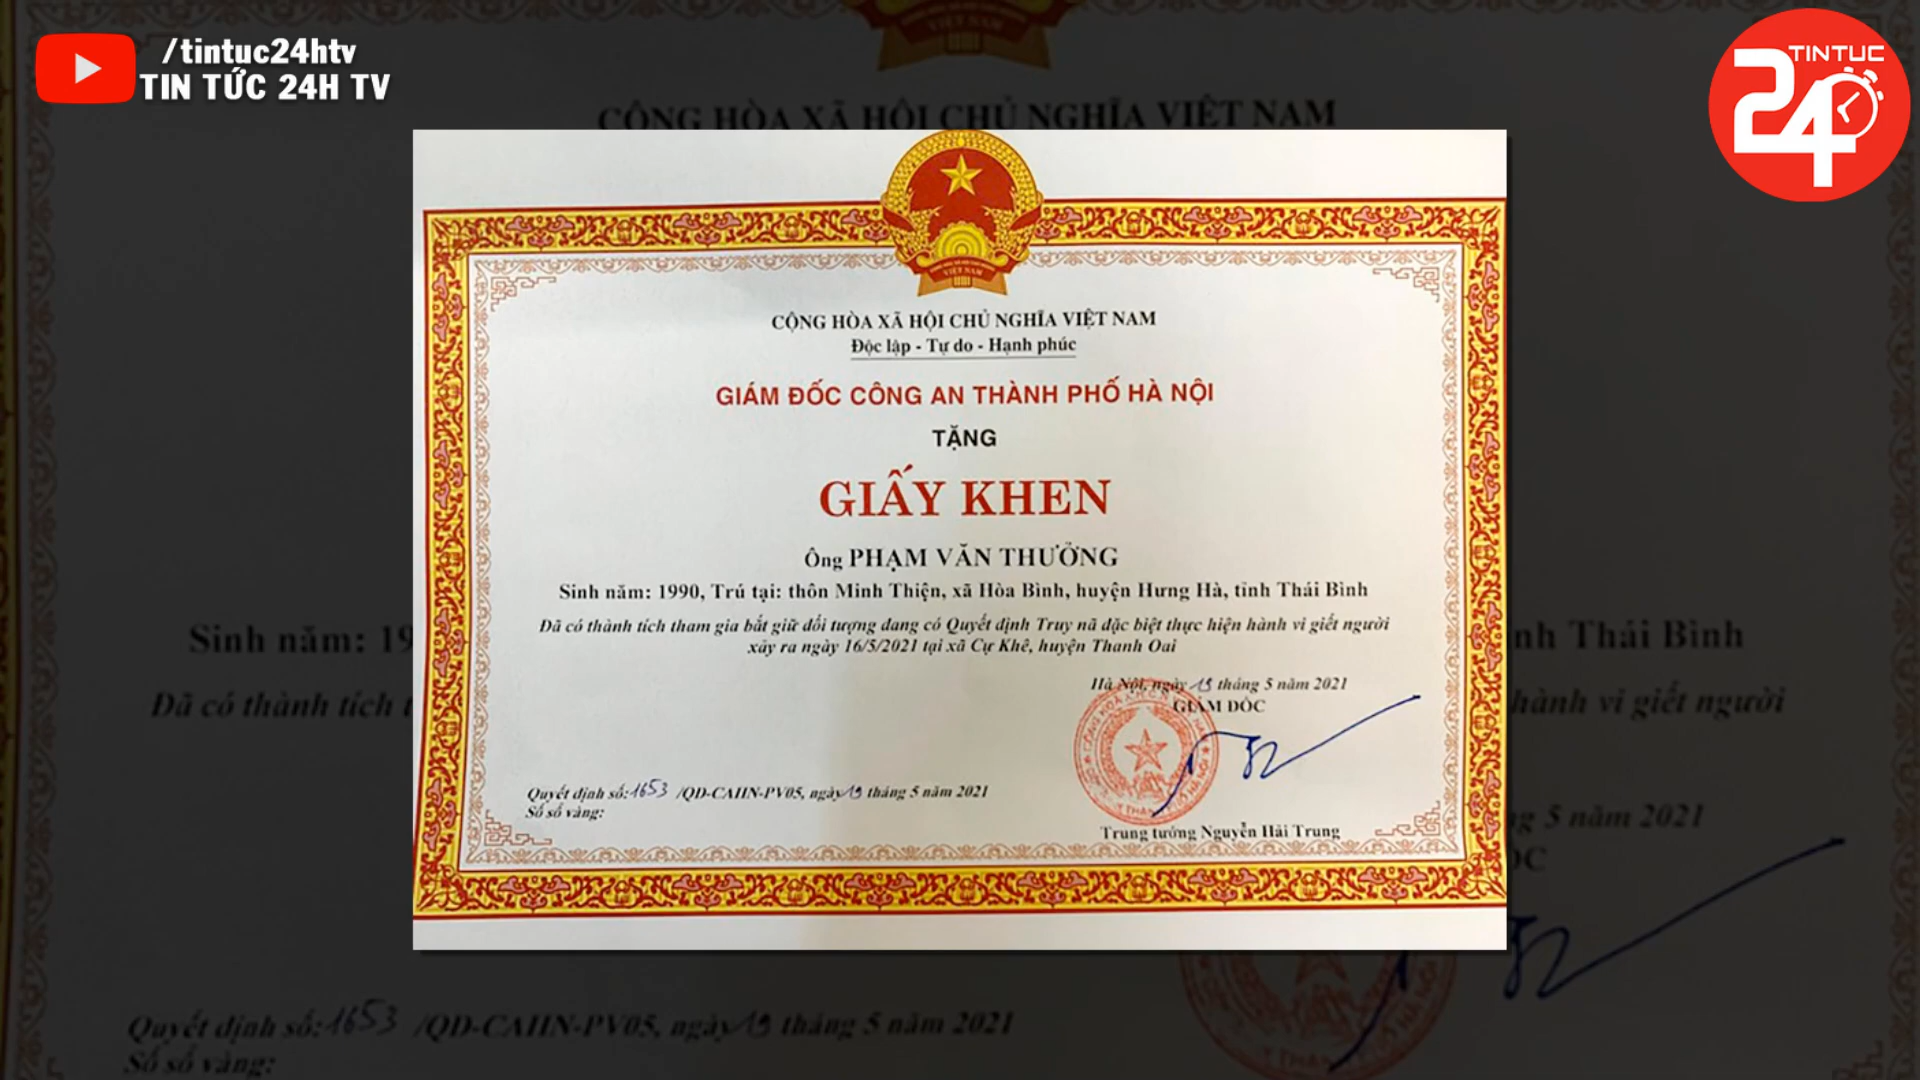 /tintuc24htv
TIN TỨC 24H TV
TINTUC
24
CỘNG HÒA XÃ HỘI CHỦ NGHĨA VIỆT NAM
VIỆT NAM
CỘNG HÒA XÃ HỘI CHỦ NGHĨA VIỆT NAM
Độc lập - Tự do - Hạnh phúc
GIÁM ĐỐC CÔNG AN THÀNH PHỐ HÀ NỘI
TẶNG
GIẤY KHEN
Ông PHẠM VĂN THƯỞNG
Sinh năm: 1990, Trú tại: thôn Minh Thiện, xã Hòa Bình, huyện Hưng Hà, tỉnh Thái Bình
Đã có thành tích tham gia bắt giữ đối tượng đang có Quyết định Truy nã đặc biệt thực hiện hành vi giết người
xảy ra ngày 16/5/2021 tại xã Cự Khê, huyện Thanh Oai
Hà Nội, ngày 19 tháng 5 năm 2021
GIÁM ĐỐC
Quyết định số: 1653 /QĐ-CAHN-PV05, ngày 19 tháng 5 năm 2021
Số sổ vàng:
Trung tướng Nguyễn Hải Trung
Sinh năm: 19
nh Thái Bình
Đã có thành tích t
hành vi giết người
g 5 năm 2021
ỐC
Quyết định số: 1653 /QĐ-CAHN-PV05, ngày 19 tháng 5 năm 2021
Số sổ vàng: